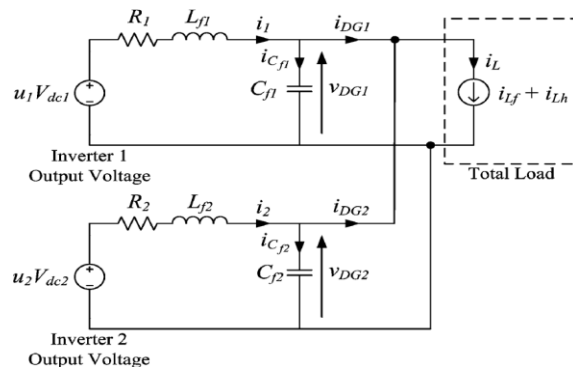 R1 Lf1 i1 iDG1
iCf1 iL
u1Vdc1 Cf1 vDG1 iLf + iLh
Inverter 1
Output Voltage
Total Load
R2 Lf2 i2 iDG2
iCf2
u2Vdc2 Cf2 vDG2
Inverter 2
Output Voltage